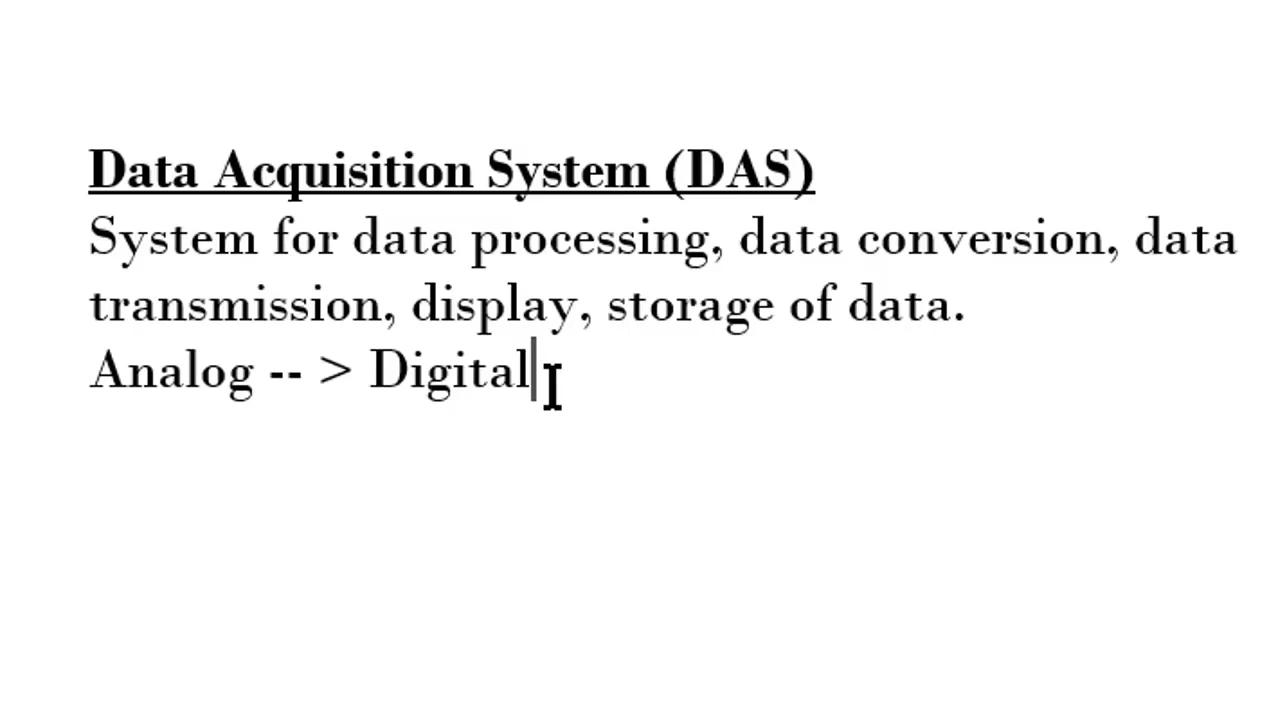 Data Acquisition System (DAS)
System for data processing, data conversion, data
transmission, display, storage of data.
Analog -- > Digital